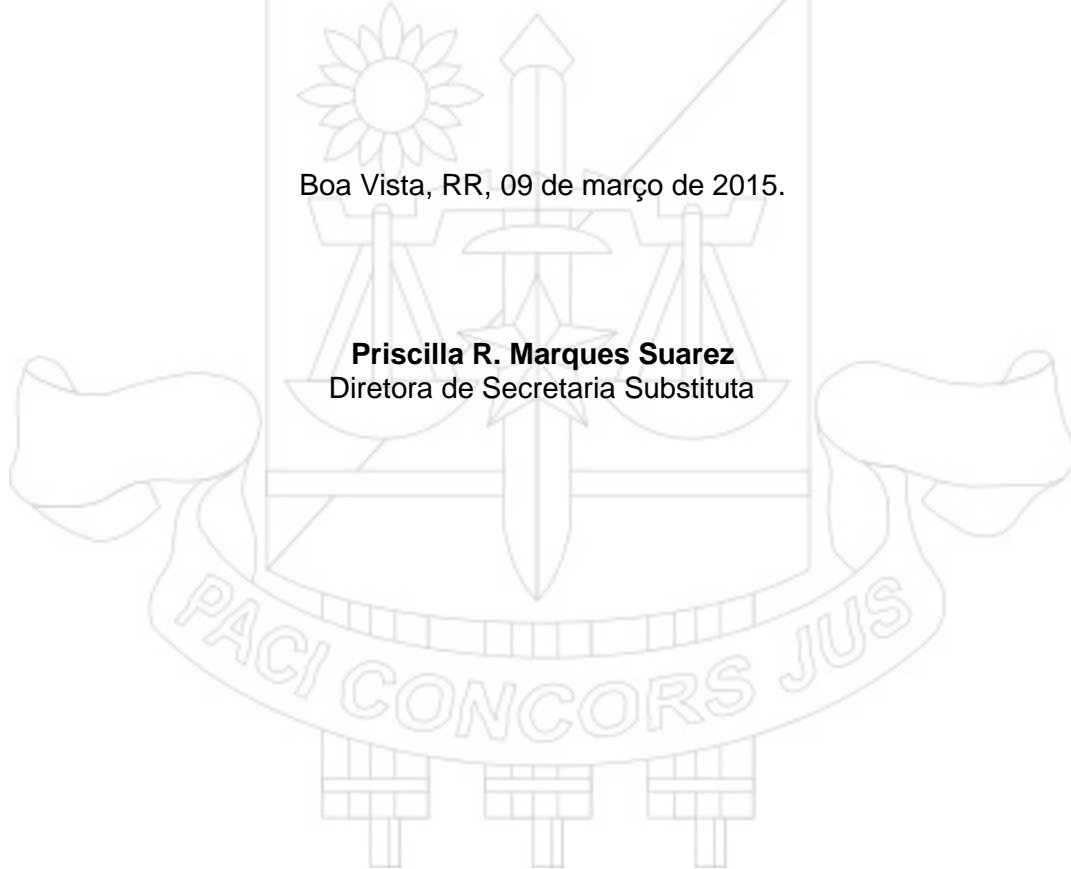 Boa Vista, RR, 09 de março de 2015.
Priscilla R. Marques Suarez
Diretora de Secretaria Substituta
PACI CONCORS JUS